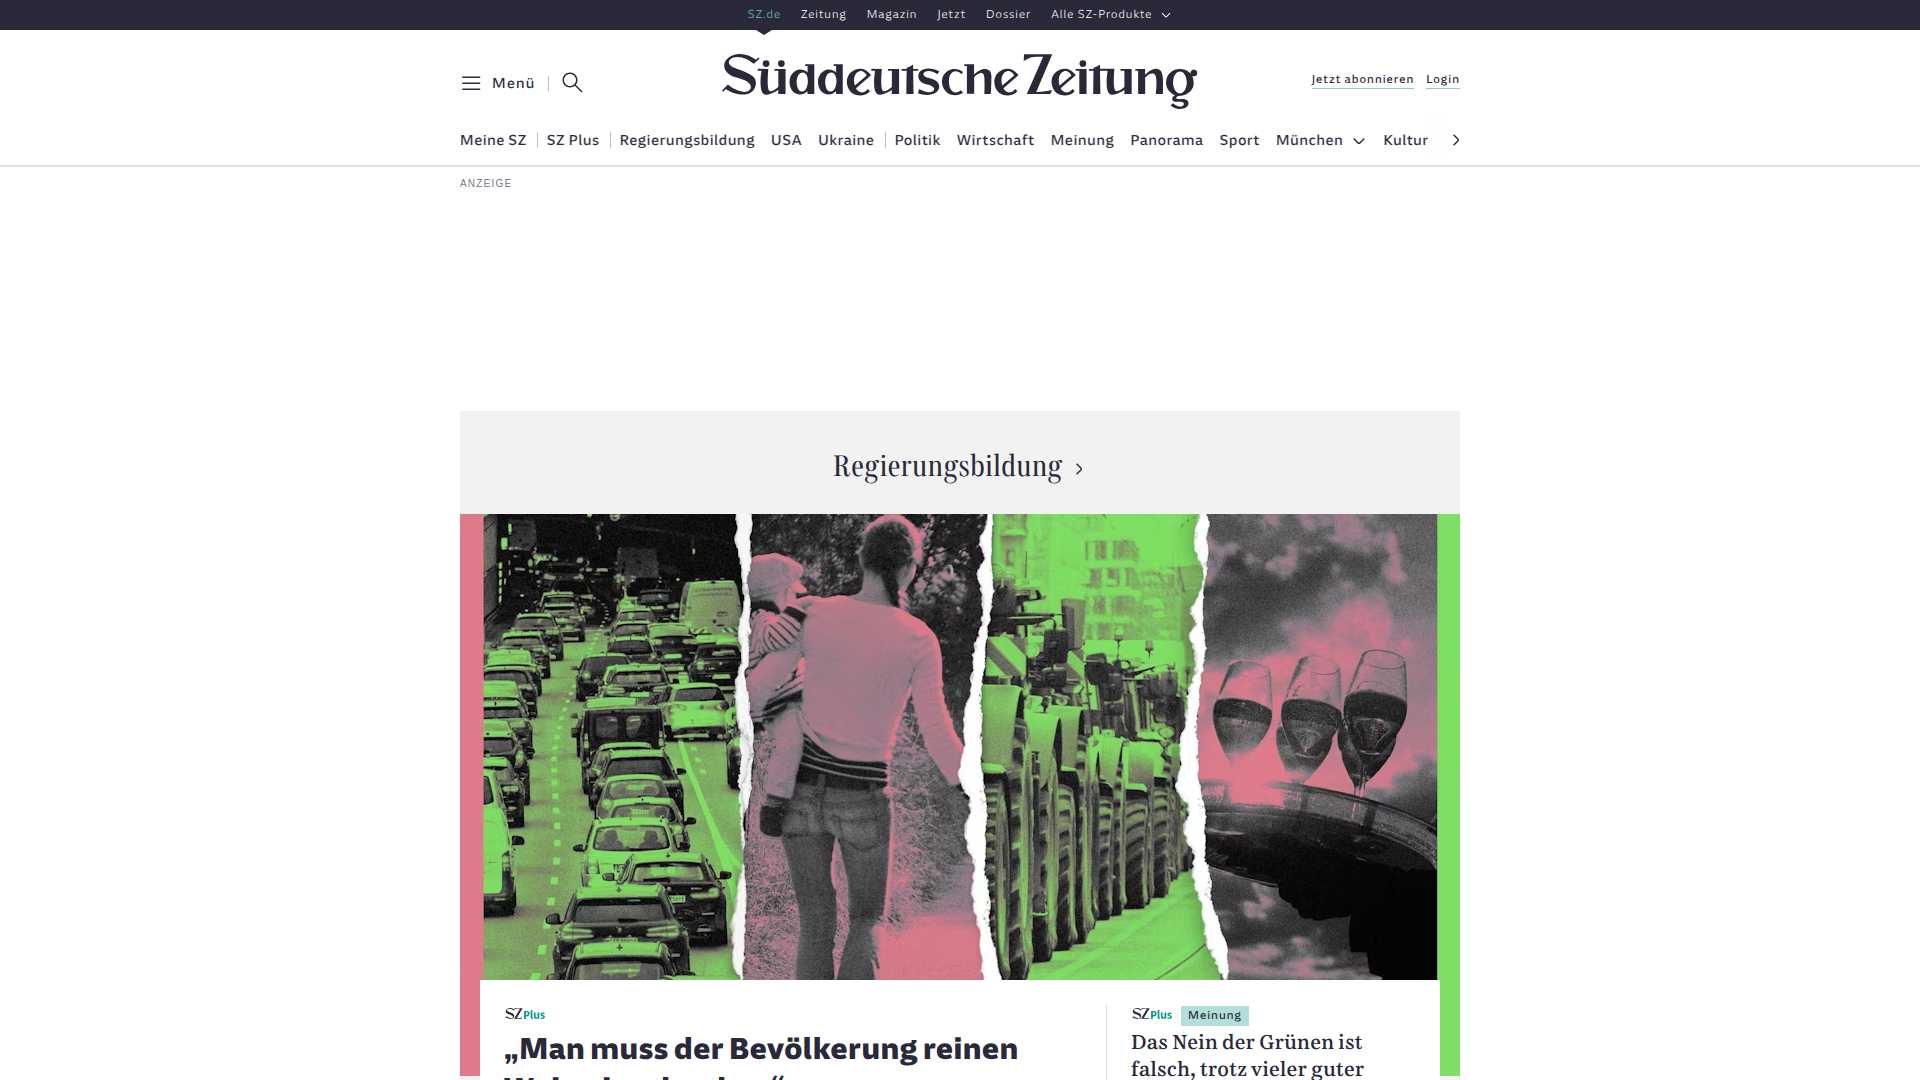 SZ.de Zeitung Magazin Jetzt Dossier Alle SZ-Produkte
Menü
Süddeutsche Zeitung
Jetzt abonnieren Login
Meine SZ SZ Plus Regierungsbildung USA Ukraine Politik Wirtschaft Meinung Panorama Sport München Kultur
ANZEIGE
Regierungsbildung
SZ Plus
„Man muss der Bevölkerung reinen
SZ Plus Meinung
Das Nein der Grünen ist
falsch, trotz vieler guter